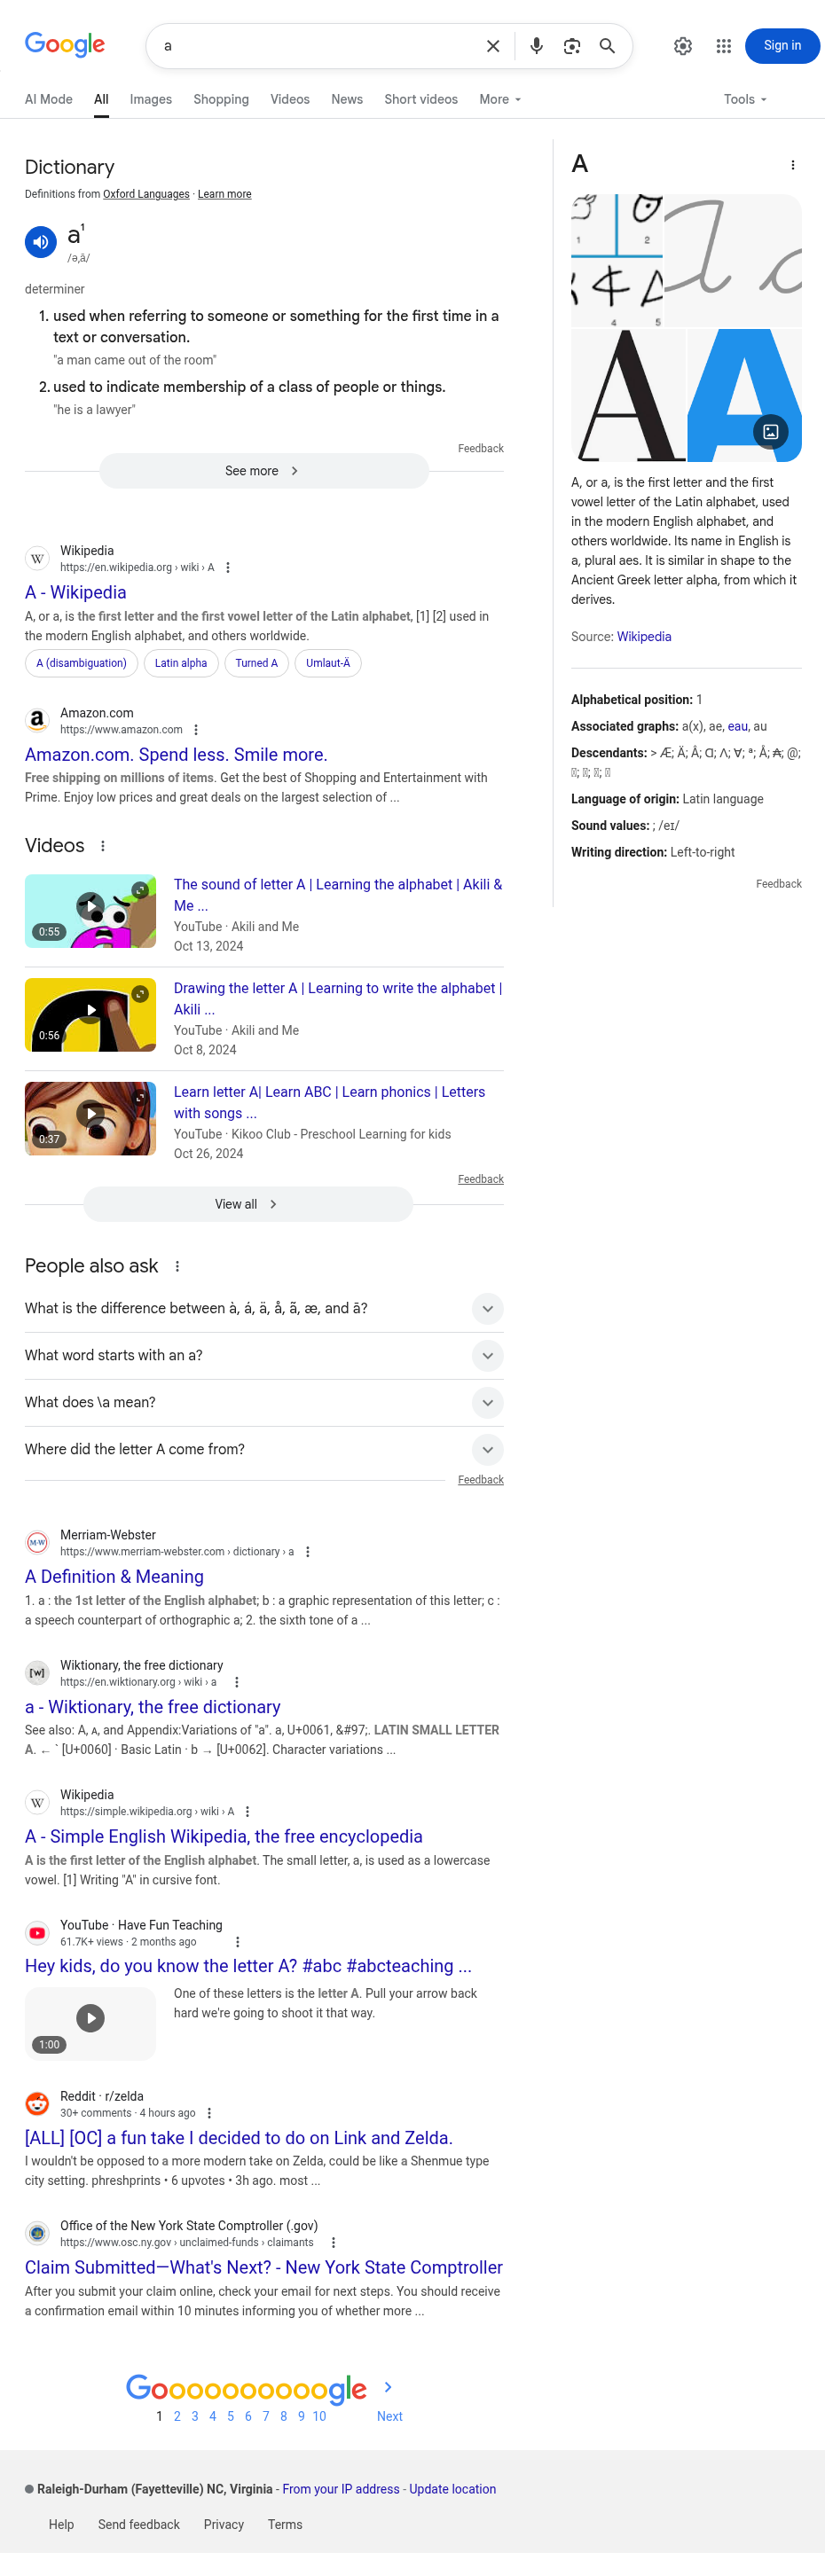 Google
a
Sign in
AI Mode
All
Images
Shopping
Videos
News
Short videos
More
Tools
Dictionary
Definitions from Oxford Languages · Learn more
a¹
/ə,ā/
determiner
1. used when referring to someone or something for the first time in a
text or conversation.
"a man came out of the room"
2. used to indicate membership of a class of people or things.
"he is a lawyer"
Feedback
See more
Wikipedia
https://en.wikipedia.org › wiki › A
A - Wikipedia
A, or a, is the first letter and the first vowel letter of the Latin alphabet, [1] [2] used in
the modern English alphabet, and others worldwide.
A (disambiguation)
Latin alpha
Turned A
Umlaut-Ä
Amazon.com
https://www.amazon.com
Amazon.com. Spend less. Smile more.
Free shipping on millions of items. Get the best of Shopping and Entertainment with
Prime. Enjoy low prices and great deals on the largest selection of ...
Videos
The sound of letter A | Learning the alphabet | Akili &
Me ...
0:55
YouTube · Akili and Me
Oct 13, 2024
Drawing the letter A | Learning to write the alphabet |
Akili ...
0:56
YouTube · Akili and Me
Oct 8, 2024
Learn letter A| Learn ABC | Learn phonics | Letters
with songs ...
0:37
YouTube · Kikoo Club - Preschool Learning for kids
Oct 26, 2024
Feedback
View all
People also ask
What is the difference between à, á, ä, å, ã, æ, and ā?
What word starts with an a?
What does \a mean?
Where did the letter A come from?
Feedback
Merriam-Webster
https://www.merriam-webster.com › dictionary › a
A Definition & Meaning
1. a : the 1st letter of the English alphabet; b : a graphic representation of this letter; c :
a speech counterpart of orthographic a; 2. the sixth tone of a ...
Wiktionary, the free dictionary
https://en.wiktionary.org › wiki › a
a - Wiktionary, the free dictionary
See also: A, ᴀ, and Appendix:Variations of "a". a, U+0061, &#97;. LATIN SMALL LETTER
A. ← ` [U+0060] · Basic Latin · b → [U+0062]. Character variations ...
Wikipedia
https://simple.wikipedia.org › wiki › A
A - Simple English Wikipedia, the free encyclopedia
A is the first letter of the English alphabet. The small letter, a, is used as a lowercase
vowel. [1] Writing "A" in cursive font.
YouTube · Have Fun Teaching
61.7K+ views · 2 months ago
Hey kids, do you know the letter A? #abc #abcteaching ...
One of these letters is the letter A. Pull your arrow back
hard we're going to shoot it that way.
1:00
Reddit · r/zelda
30+ comments · 4 hours ago
[ALL] [OC] a fun take I decided to do on Link and Zelda.
I wouldn't be opposed to a more modern take on Zelda, could be like a Shenmue type
city setting. phreshprints • 6 upvotes • 3h ago. most ...
Office of the New York State Comptroller (.gov)
https://www.osc.ny.gov › unclaimed-funds › claimants
Claim Submitted—What's Next? - New York State Comptroller
After you submit your claim online, check your email for next steps. You should receive
a confirmation email within 10 minutes informing you of whether more ...
A
1
2
4
5
a
A
A
A, or a, is the first letter and the first
vowel letter of the Latin alphabet, used
in the modern English alphabet, and
others worldwide. Its name in English is
a, plural aes. It is similar in shape to the
Ancient Greek letter alpha, from which it
derives.
Source: Wikipedia
Alphabetical position: 1
Associated graphs: a(x), ae, eau, au
Descendants: > Æ; Ä; Â; Ɑ; Λ; Ɐ; ª; Å; ₳; @;
Language of origin: Latin language
Sound values: ; /eɪ/
Writing direction: Left-to-right
Feedback
Goooooooooogle
1 2 3 4 5 6 7 8 9 10
Next
Raleigh-Durham (Fayetteville) NC, Virginia - From your IP address - Update location
Help
Send feedback
Privacy
Terms